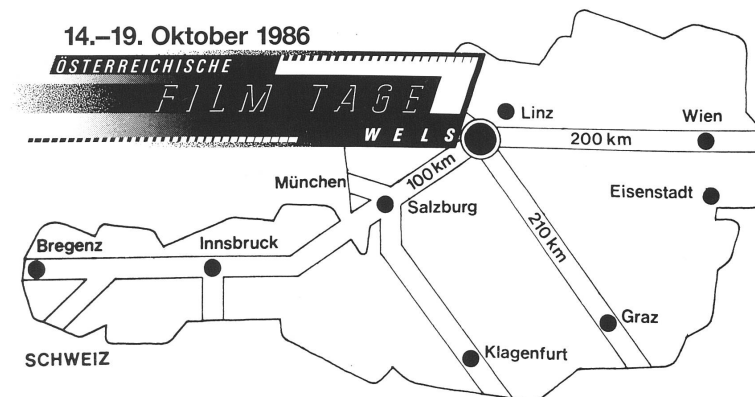 14.–19. Oktober 1986
ÖSTERREICHISCHE
FILM TAGE
WELS
Linz
Wien
200 km
100 km
München
Salzburg
Eisenstadt
210 km
Bregenz
Innsbruck
Graz
Klagenfurt
SCHWEIZ